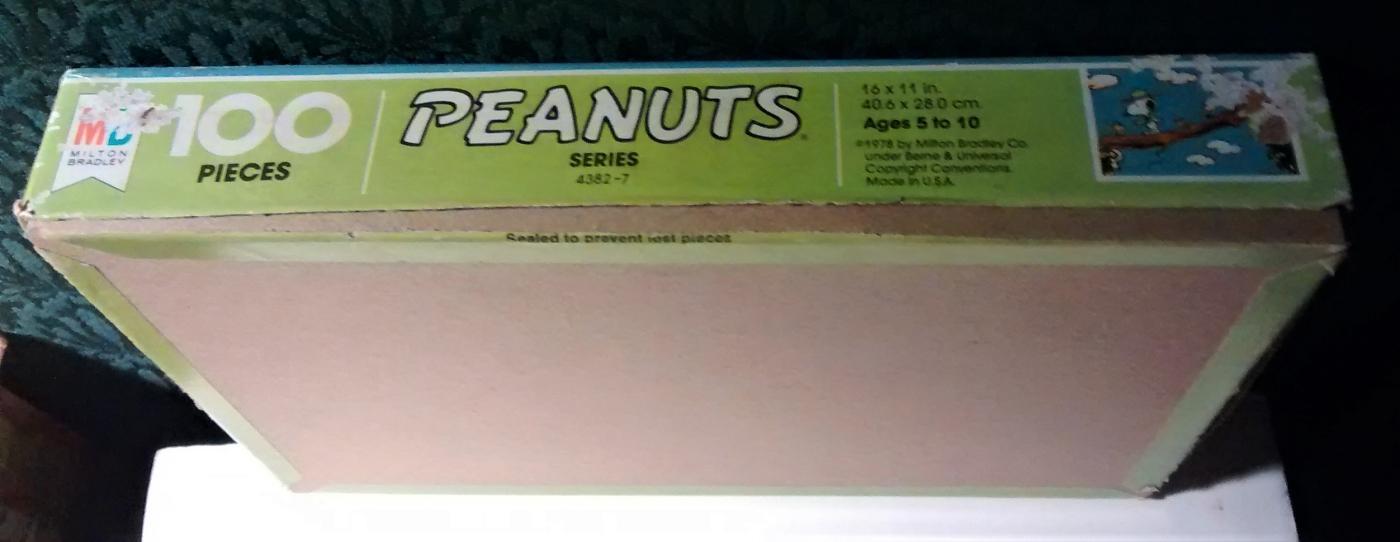 MB
MILTON
BRADLEY
100
PIECES
PEANUTS
SERIES
4382-7
16 x 11 in.
40.6 x 28.0 cm.
Ages 5 to 10
©1978 by Milton Bradley Co.
under Berne & Universal
Copyright Conventions.
Made in U.S.A.
Sealed to prevent lost pieces